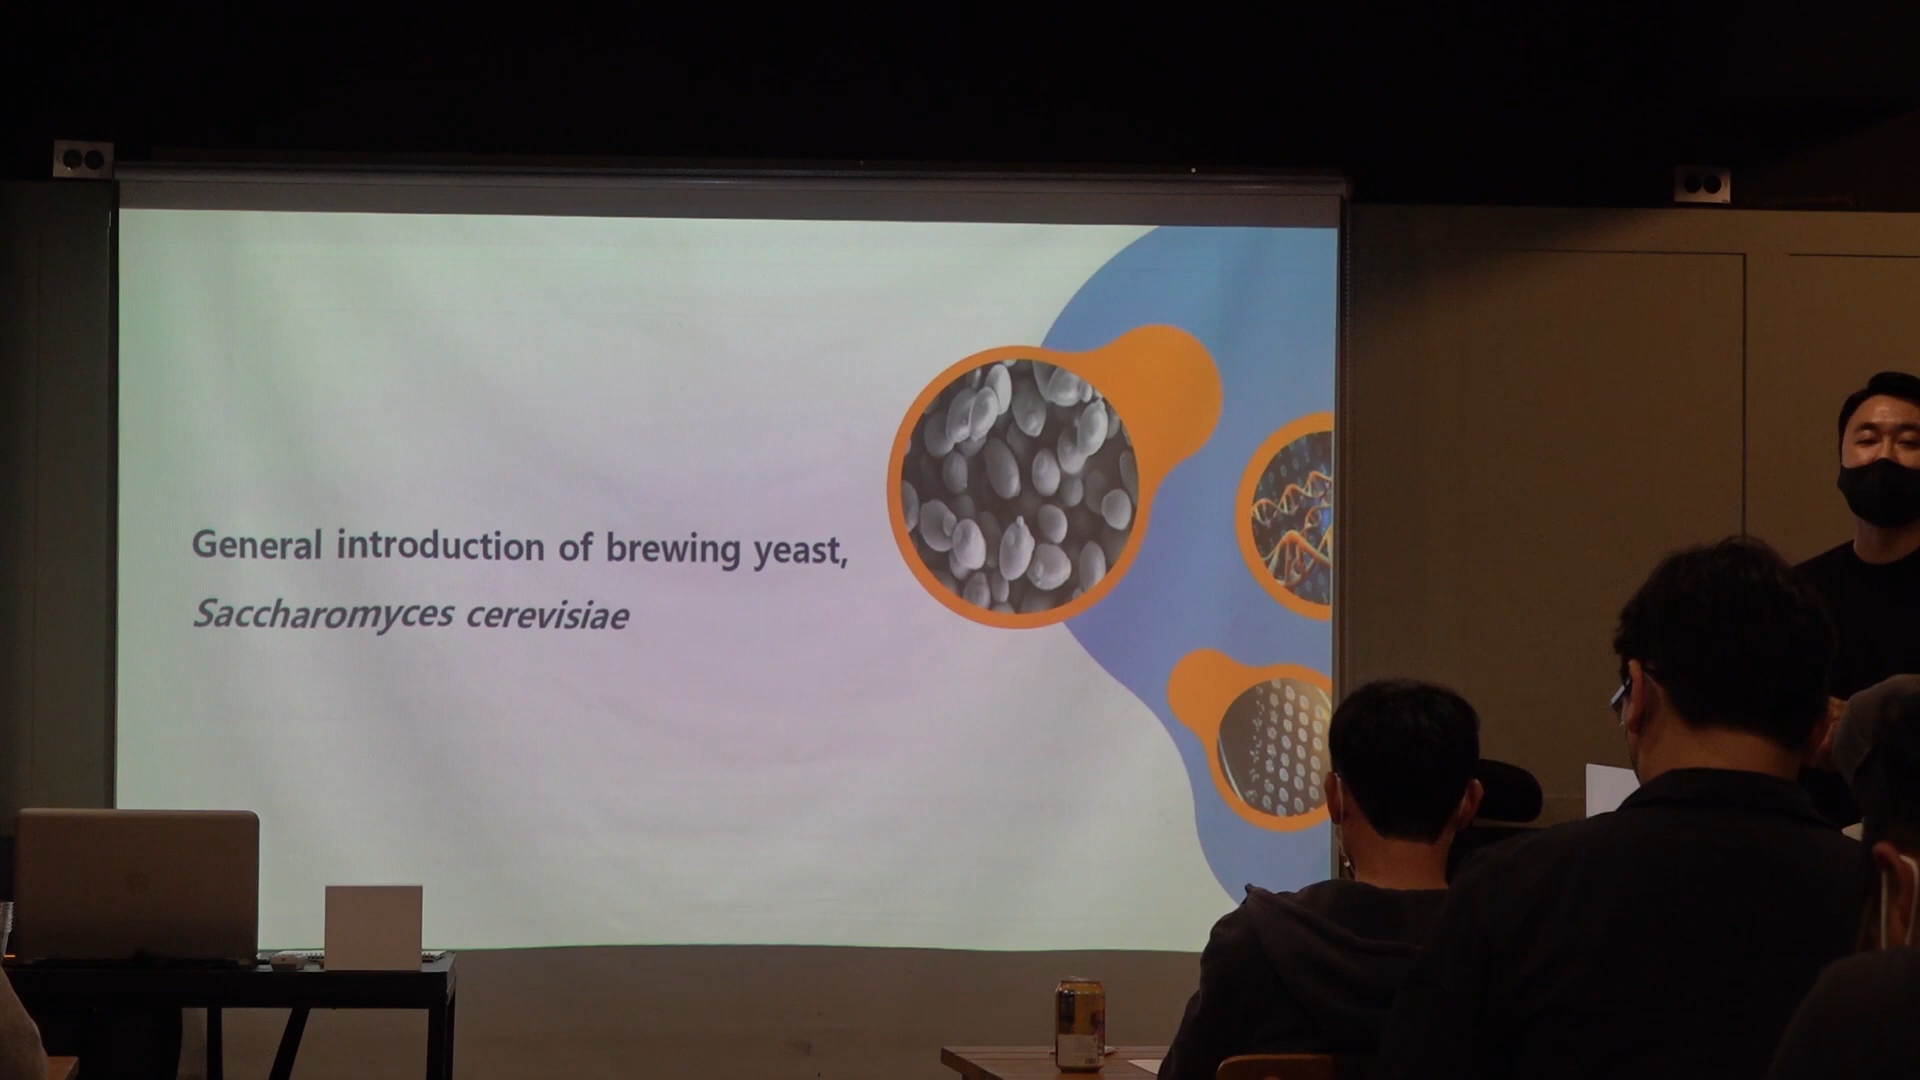 General introduction of brewing yeast,
Saccharomyces cerevisiae